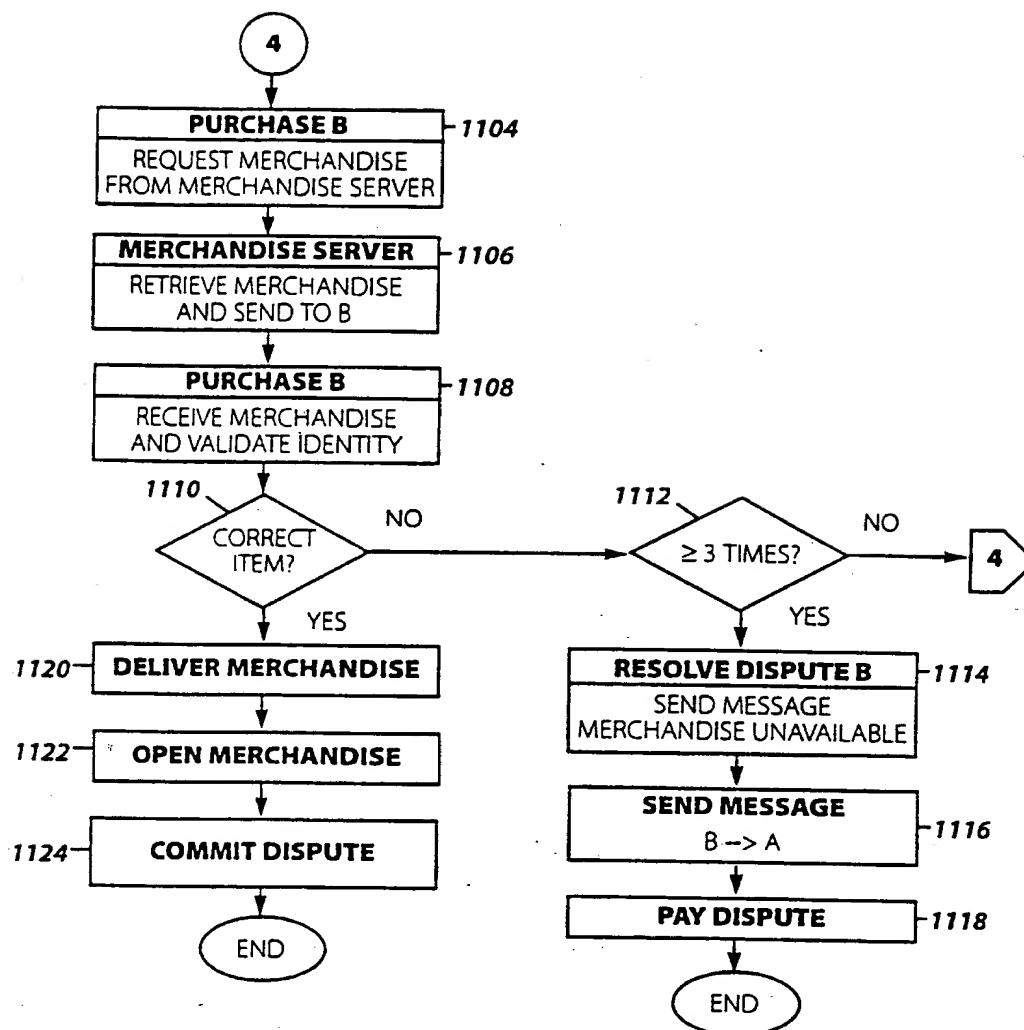 4
PURCHASE B
1104
REQUEST MERCHANDISE
FROM MERCHANDISE SERVER
MERCHANDISE SERVER
1106
RETRIEVE MERCHANDISE
AND SEND TO B
PURCHASE B
1108
RECEIVE MERCHANDISE
AND VALIDATE IDENTITY
1110
CORRECT
ITEM?
NO
YES
1112
≥ 3 TIMES?
NO
4
YES
1120
DELIVER MERCHANDISE
1122
OPEN MERCHANDISE
1124
COMMIT DISPUTE
END
RESOLVE DISPUTE B
1114
SEND MESSAGE
MERCHANDISE UNAVAILABLE
SEND MESSAGE
B --> A
1116
PAY DISPUTE
1118
END